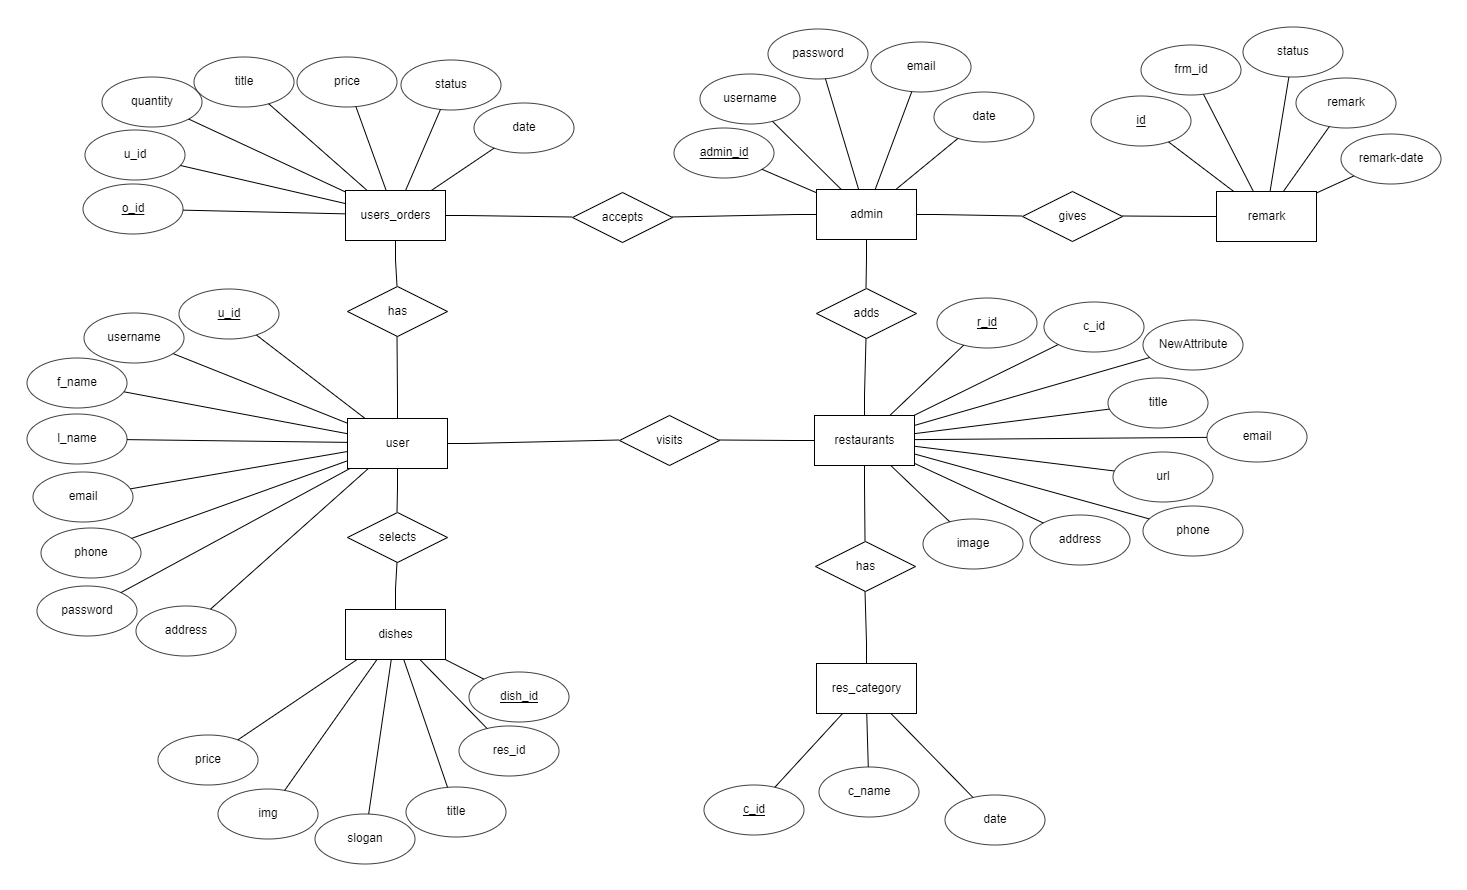 status
password
email
frm_id
title
price
status
username
remark
quantity
date
date
id
u_id
admin_id
remark-date
o_id
users_orders
accepts
admin
gives
remark
u_id
has
adds
r_id
c_id
username
NewAttribute
f_name
title
l_name
user
visits
restaurants
email
email
url
phone
selects
image
address
phone
has
password
address
dishes
res_category
dish_id
price
res_id
img
title
slogan
c_id
c_name
date